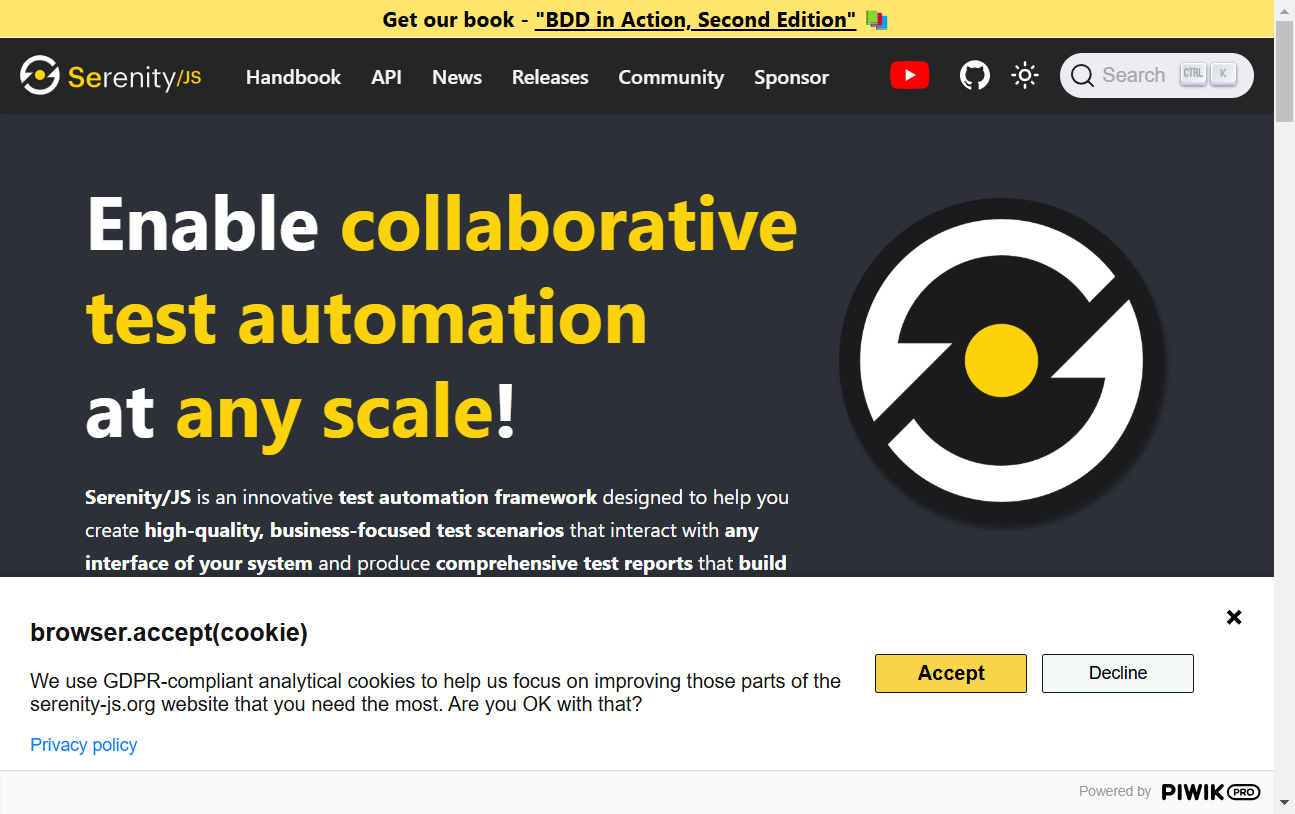 Get our book - "BDD in Action, Second Edition"
Serenity/JS Handbook API News Releases Community Sponsor Search CTRL K
Enable collaborative
test automation
at any scale!
Serenity/JS is an innovative test automation framework designed to help you
create high-quality, business-focused test scenarios that interact with any
interface of your system and produce comprehensive test reports that build
browser.accept(cookie)
We use GDPR-compliant analytical cookies to help us focus on improving those parts of the
serenity-js.org website that you need the most. Are you OK with that?
Privacy policy
Accept
Decline
Powered by PIWIK PRO